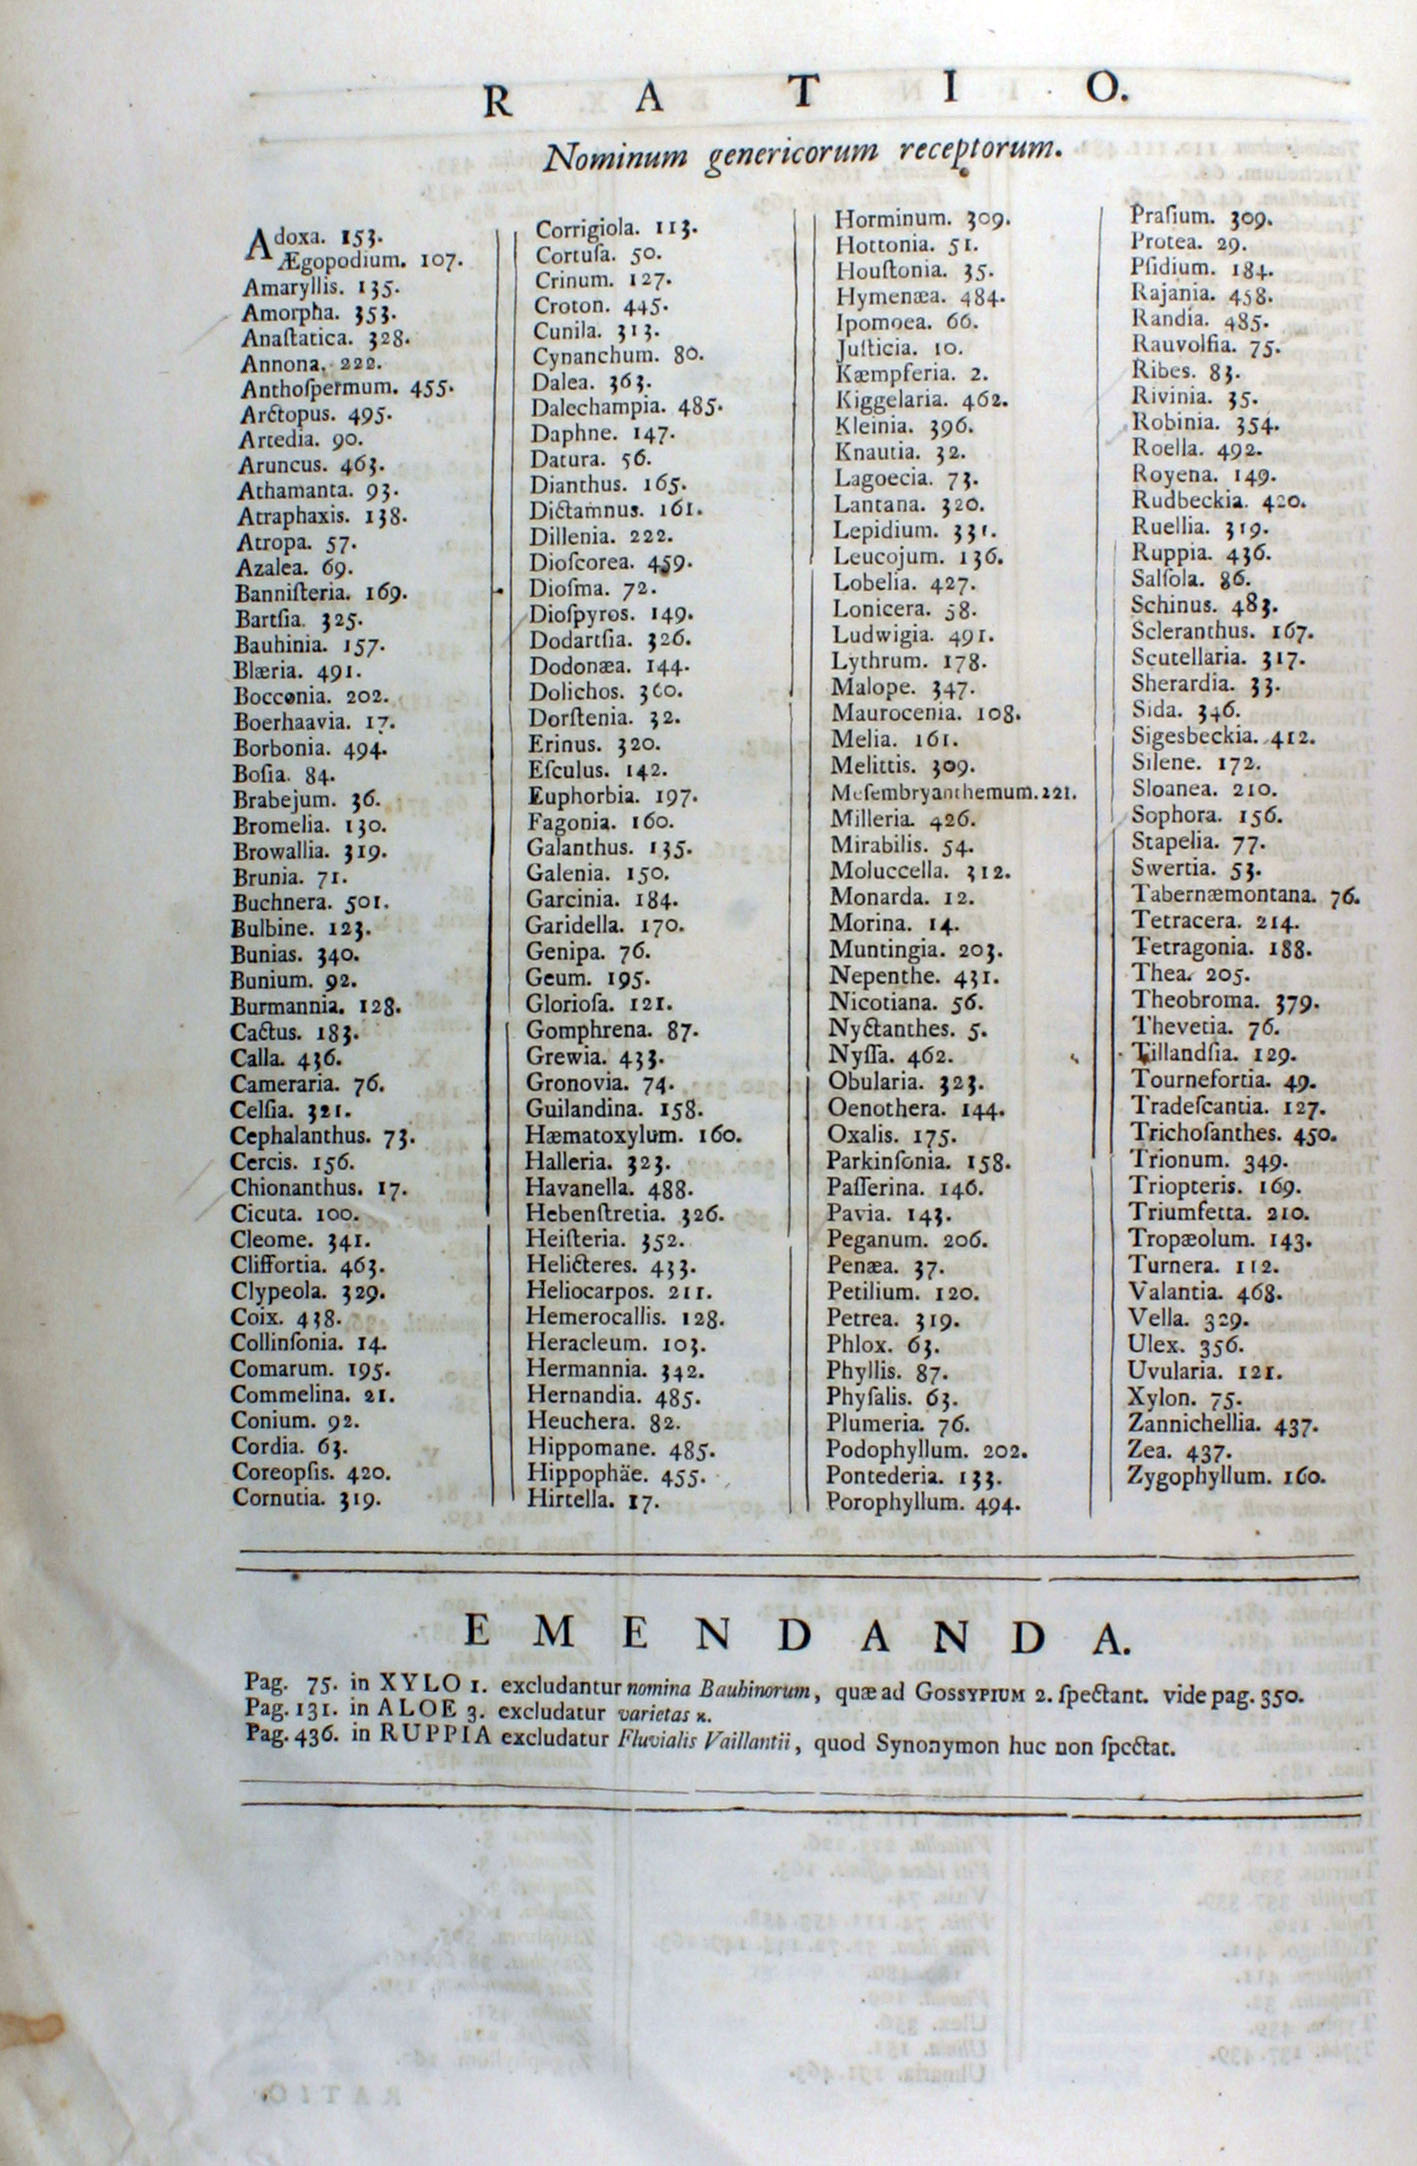 R A T I O.
Nominum genericorum receptorum.
Adoxa. 153.
Ægopodium. 107.
Amaryllis. 135.
Amorpha. 353.
Anaſtatica. 328.
Annona. 222.
Anthoſpermum. 455.
Arctopus. 495.
Artedia. 90.
Aruncus. 463.
Athamanta. 93.
Atraphaxis. 138.
Atropa. 57.
Azalea. 69.
Banniſteria. 169.
Bartſia. 325.
Bauhinia. 157.
Blæria. 491.
Bocconia. 202.
Boerhaavia. 17.
Borbonia. 494.
Boſia. 84.
Brabejum. 36.
Bromelia. 130.
Browallia. 319.
Brunia. 71.
Buchnera. 501.
Bulbine. 123.
Bunias. 340.
Bunium. 92.
Burmannia. 128.
Cactus. 183.
Calla. 436.
Cameraria. 76.
Celſia. 321.
Cephalanthus. 73.
Cercis. 156.
Chionanthus. 17.
Cicuta. 100.
Cleome. 341.
Cliffortia. 463.
Clypeola. 329.
Coix. 438.
Collinſonia. 14.
Comarum. 195.
Commelina. 21.
Conium. 92.
Cordia. 63.
Coreopſis. 420.
Cornutia. 319.
Corrigiola. 113.
Cortuſa. 50.
Crinum. 127.
Croton. 445.
Cunila. 313.
Cynanchum. 80.
Dalea. 363.
Dalechampia. 485.
Daphne. 147.
Datura. 56.
Dianthus. 165.
Dictamnus. 161.
Dillenia. 222.
Dioſcorea. 459.
Dioſma. 72.
Dioſpyros. 149.
Dodartſia. 326.
Dodonæa. 144.
Dolichos. 360.
Dorſtenia. 32.
Erinus. 320.
Eſculus. 142.
Euphorbia. 197.
Fagonia. 160.
Galanthus. 135.
Galenia. 150.
Garcinia. 184.
Garidella. 170.
Genipa. 76.
Geum. 195.
Glorioſa. 121.
Gomphrena. 87.
Grewia. 433.
Gronovia. 74.
Guilandina. 158.
Hæmatoxylum. 160.
Halleria. 323.
Havanella. 488.
Hebenſtretia. 326.
Heiſteria. 352.
Helicteres. 433.
Heliocarpos. 211.
Hemerocallis. 128.
Heracleum. 103.
Hermannia. 342.
Hernandia. 485.
Heuchera. 82.
Hippomane. 485.
Hippophäe. 455.
Hirtella. 17.
Horminum. 309.
Hottonia. 51.
Houſtonia. 35.
Hymenæa. 484.
Ipomoea. 66.
Juſticia. 10.
Kæmpferia. 2.
Kiggelaria. 462.
Kleinia. 396.
Knautia. 32.
Lagoecia. 73.
Lantana. 320.
Lepidium. 331.
Leucojum. 136.
Lobelia. 427.
Lonicera. 58.
Ludwigia. 491.
Lythrum. 178.
Malope. 347.
Maurocenia. 108.
Melia. 161.
Melittis. 309.
Meſembryanthemum. 221.
Milleria. 426.
Mirabilis. 54.
Moluccella. 312.
Monarda. 12.
Morina. 14.
Muntingia. 203.
Nepenthe. 431.
Nicotiana. 56.
Nyctanthes. 5.
Nyſſa. 462.
Obularia. 323.
Oenothera. 144.
Oxalis. 175.
Parkinſonia. 158.
Paſſerina. 146.
Pavia. 143.
Peganum. 206.
Penæa. 37.
Petilium. 120.
Petrea. 319.
Phlox. 63.
Phyllis. 87.
Phyſalis. 63.
Plumeria. 76.
Podophyllum. 202.
Pontederia. 133.
Porophyllum. 494.
Praſium. 309.
Protea. 29.
Pſidium. 184.
Rajania. 458.
Randia. 485.
Rauvolfia. 75.
Ribes. 83.
Rivinia. 35.
Robinia. 354.
Roella. 492.
Royena. 149.
Rudbeckia. 420.
Ruellia. 319.
Ruppia. 436.
Salſola. 86.
Schinus. 483.
Scleranthus. 167.
Scutellaria. 317.
Sherardia. 33.
Sida. 346.
Sigesbeckia. 412.
Silene. 172.
Sloanea. 210.
Sophora. 156.
Stapelia. 77.
Swertia. 53.
Tabernæmontana. 76.
Tetracera. 214.
Tetragonia. 188.
Thea. 205.
Theobroma. 379.
Thevetia. 76.
Tillandſia. 129.
Tournefortia. 49.
Tradeſcantia. 127.
Trichoſanthes. 450.
Trionum. 349.
Triopteris. 169.
Triumfetta. 210.
Tropæolum. 143.
Turnera. 112.
Valantia. 468.
Vella. 329.
Ulex. 356.
Uvularia. 121.
Xylon. 75.
Zannichellia. 437.
Zea. 437.
Zygophyllum. 160.
E M E N D A N D A.
Pag. 75. in XYLO 1. excludantur nomina Bauhinorum, quæ ad GOSSYPIUM 2. ſpectant. vide pag. 350.
Pag. 131. in ALOE 3. excludatur varietas ϰ.
Pag. 436. in RUPPIA excludatur Fluvialis Vaillantii, quod Synonymon huc non ſpectat.